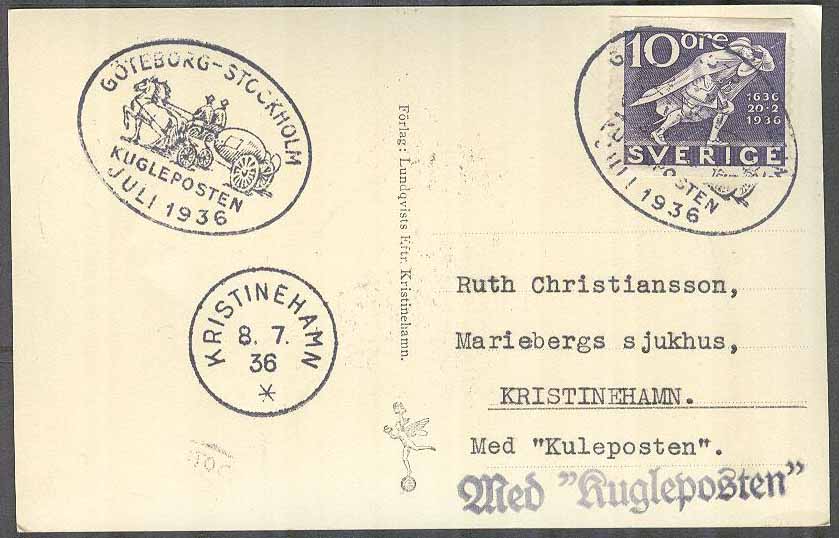 GÖTEBORG-STOCKHOLM
KUGLEPOSTEN
JULI 1936
KRISTINEHAMN
8. 7.
36
Förlag: Lundqvists Eftr. Kristinehamn.
10 öre
1636
20-2
1936
SVERIGE
POSTEN
JULI 1936
Ruth Christiansson,
Mariebergs sjukhus,
KRISTINEHAMN.
Med "Kuleposten".
Med "Kugleposten"